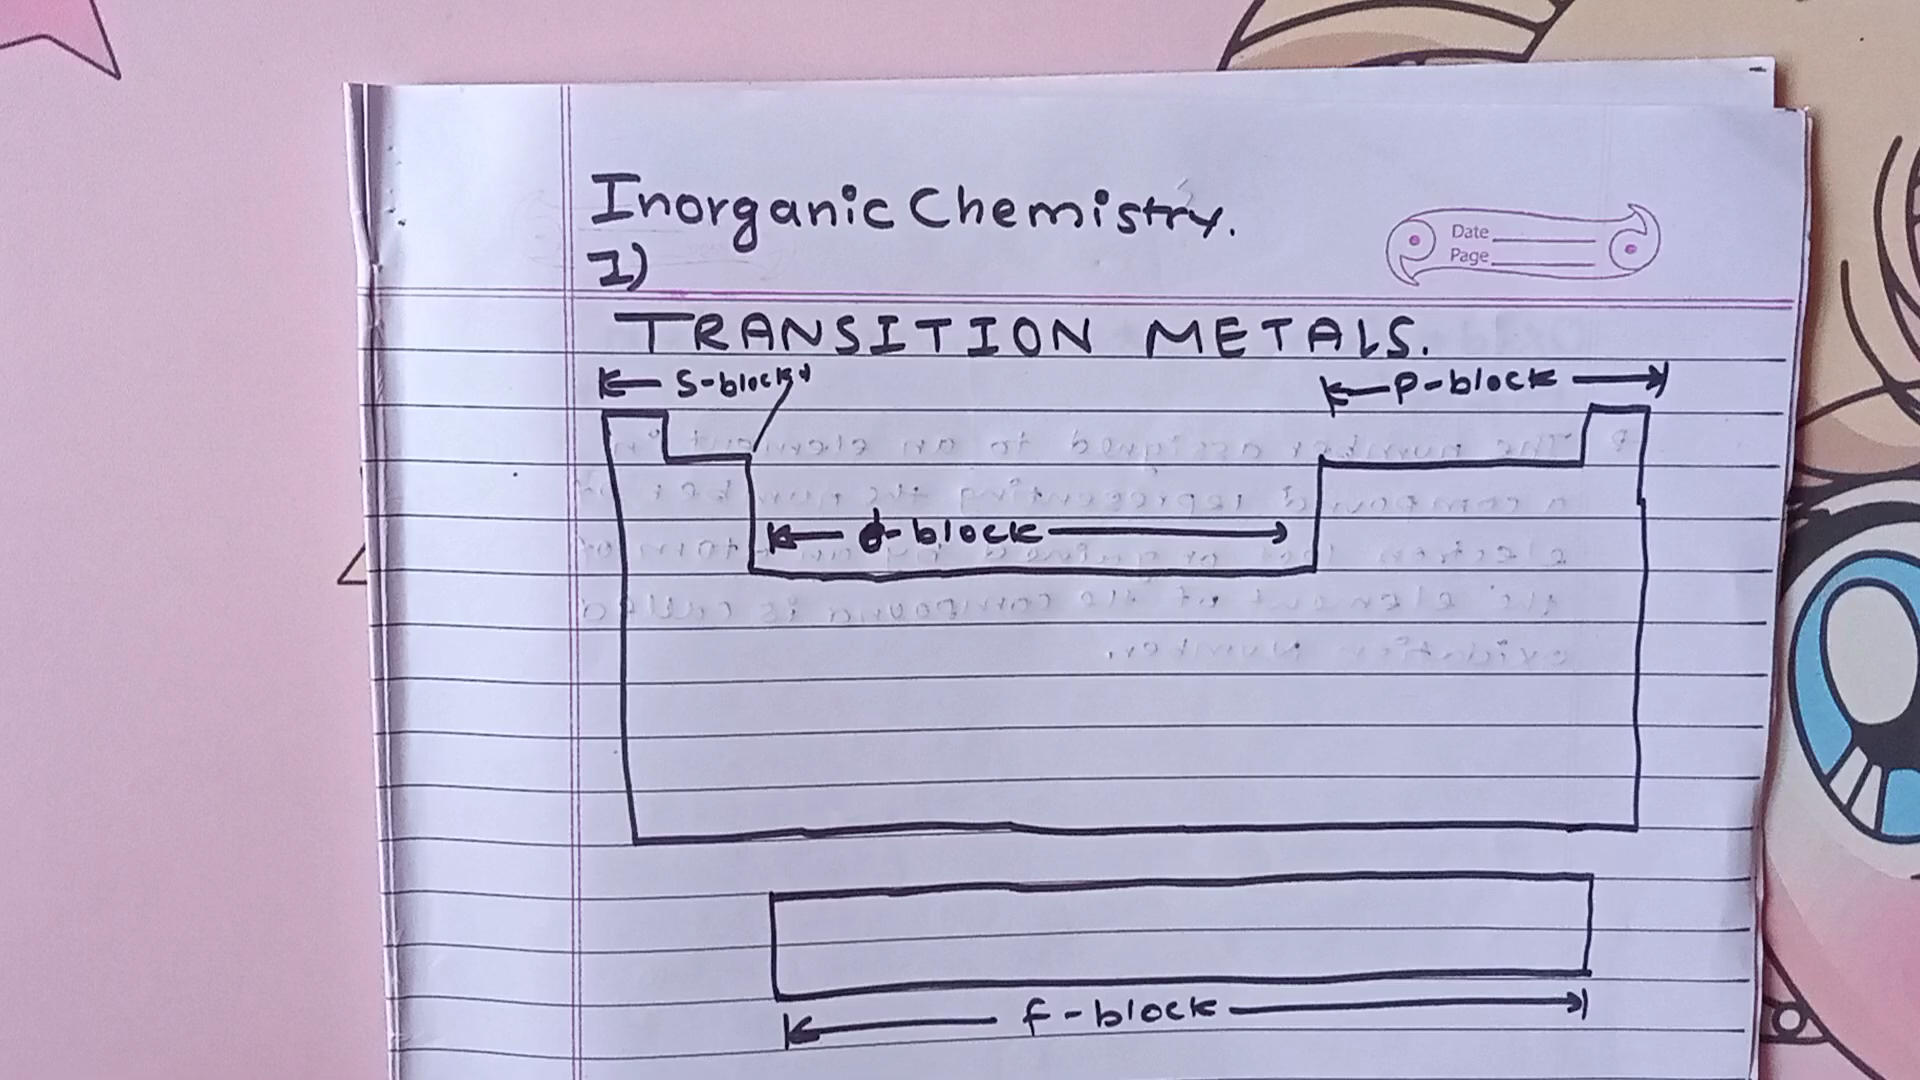 Inorganic Chemistry.
1)
Date
Page
TRANSITION METALS.
S-block
P-block
d-block
f-block